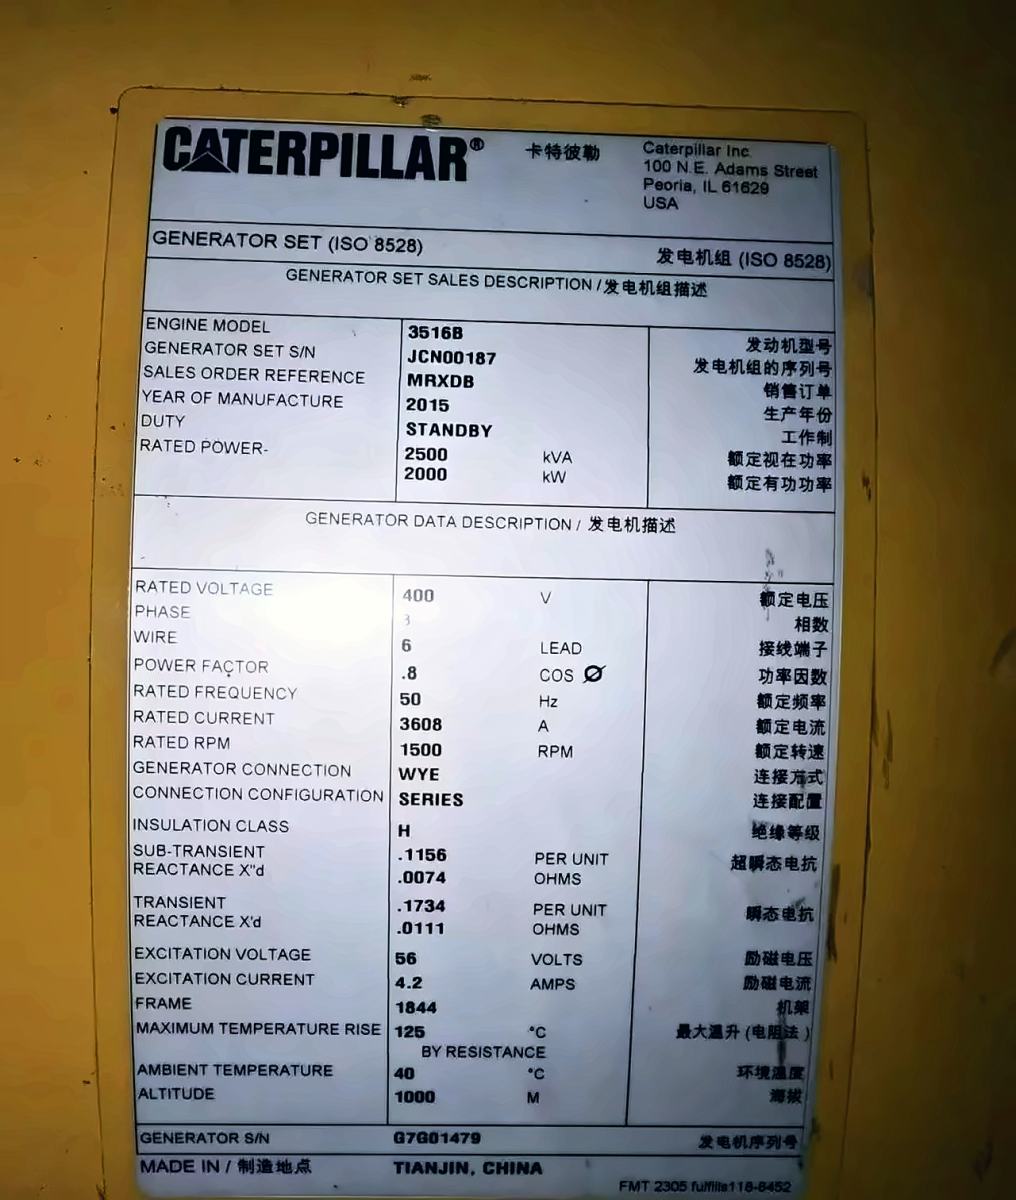 CATERPILLAR® 卡特彼勒 Caterpillar Inc.
100 N.E. Adams Street
Peoria, IL 61629
USA
GENERATOR SET (ISO 8528) 发电机组 (ISO 8528)
GENERATOR SET SALES DESCRIPTION / 发电机组描述
ENGINE MODEL 3516B 发动机型号
GENERATOR SET S/N JCN00187 发电机组的序列号
SALES ORDER REFERENCE MRXDB 销售订单
YEAR OF MANUFACTURE 2015 生产年份
DUTY STANDBY 工作制
RATED POWER- 2500 kVA 额定视在功率
2000 kW 额定有功功率
GENERATOR DATA DESCRIPTION / 发电机描述
RATED VOLTAGE 400 V 额定电压
PHASE 3 相数
WIRE 6 LEAD 接线端子
POWER FACTOR .8 COS Ø 功率因数
RATED FREQUENCY 50 Hz 额定频率
RATED CURRENT 3608 A 额定电流
RATED RPM 1500 RPM 额定转速
GENERATOR CONNECTION WYE 连接方式
CONNECTION CONFIGURATION SERIES 连接配置
INSULATION CLASS H 绝缘等级
SUB-TRANSIENT .1156 PER UNIT 超瞬态电抗
REACTANCE X"d .0074 OHMS
TRANSIENT .1734 PER UNIT 瞬态电抗
REACTANCE X'd .0111 OHMS
EXCITATION VOLTAGE 56 VOLTS 励磁电压
EXCITATION CURRENT 4.2 AMPS 励磁电流
FRAME 1844 机架
MAXIMUM TEMPERATURE RISE 125 °C 最大温升 (电阻法)
BY RESISTANCE
AMBIENT TEMPERATURE 40 °C 环境温度
ALTITUDE 1000 M 海拔
GENERATOR S/N G7G01479 发电机序列号
MADE IN / 制造地点 TIANJIN, CHINA
FMT 2305 fulfills118-8452